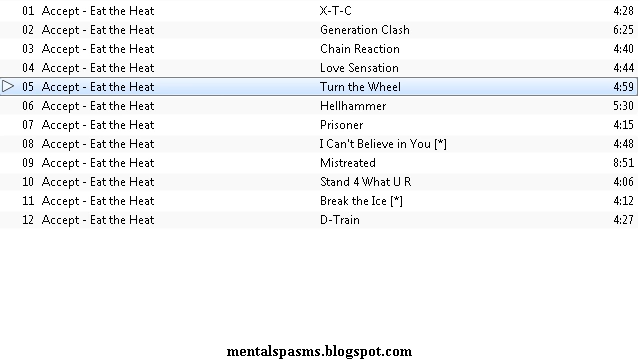 01 Accept - Eat the Heat X-T-C 4:28
02 Accept - Eat the Heat Generation Clash 6:25
03 Accept - Eat the Heat Chain Reaction 4:40
04 Accept - Eat the Heat Love Sensation 4:44
05 Accept - Eat the Heat Turn the Wheel 4:59
06 Accept - Eat the Heat Hellhammer 5:30
07 Accept - Eat the Heat Prisoner 4:15
08 Accept - Eat the Heat I Can't Believe in You [*] 4:48
09 Accept - Eat the Heat Mistreated 8:51
10 Accept - Eat the Heat Stand 4 What U R 4:06
11 Accept - Eat the Heat Break the Ice [*] 4:12
12 Accept - Eat the Heat D-Train 4:27
mentalspasms.blogspot.com